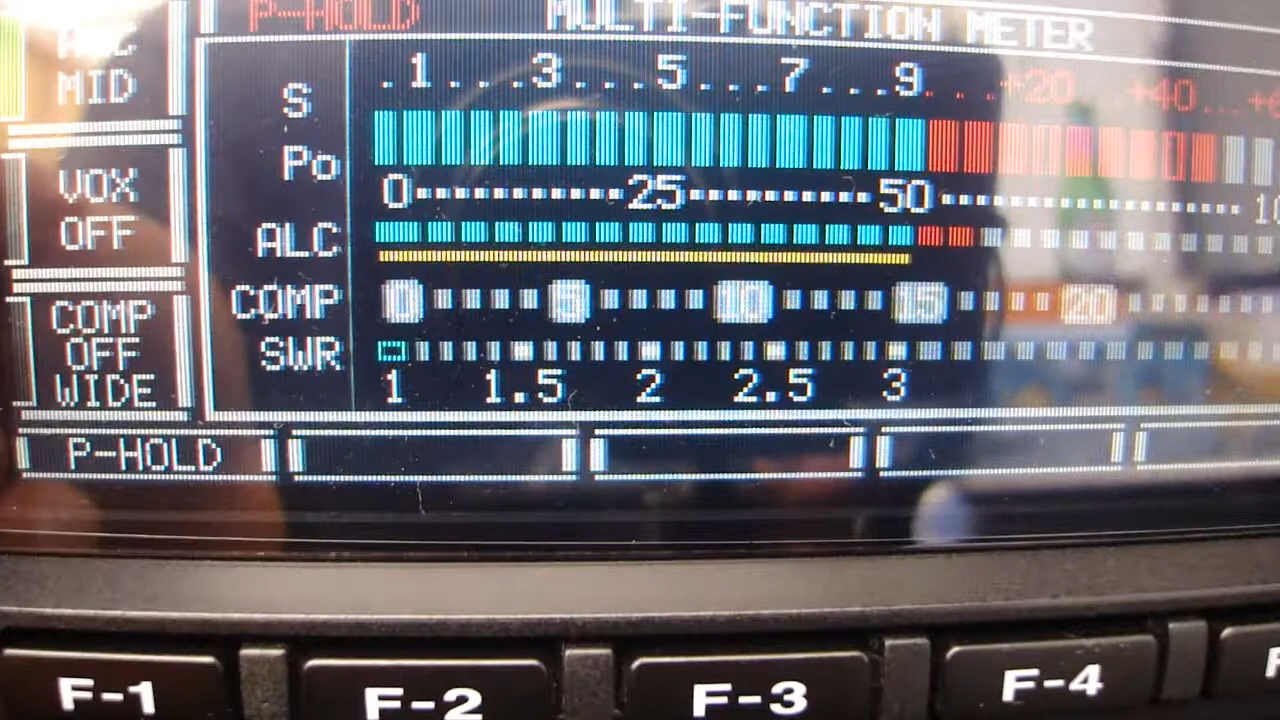 P-HOLD MULTI-FUNCTION METER
MID
VOX
OFF
COMP
OFF
WIDE
S .1...3...5...7...9...+20...+40...
Po
0 25 50
ALC
COMP 0 5 10 15 20
SWR
1 1.5 2 2.5 3
P-HOLD
F-1 F-2 F-3 F-4